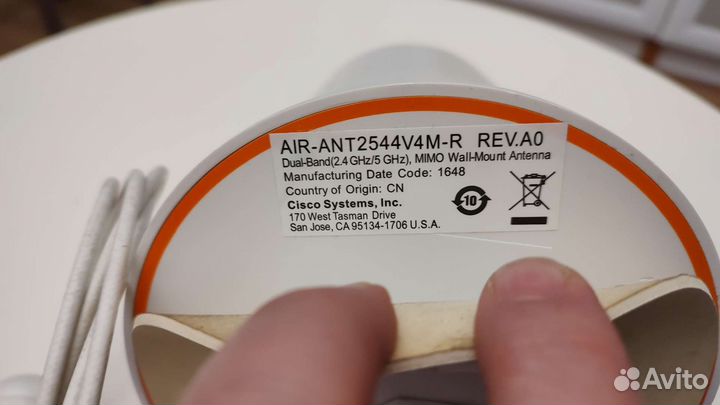 AIR-ANT2544V4M-R REV.A0
Dual-Band(2.4 GHz/5 GHz), MIMO Wall-Mount Antenna
Manufacturing Date Code: 1648
Country of Origin: CN
Cisco Systems, Inc.
170 West Tasman Drive
San Jose, CA 95134-1706 U.S.A.
10
Avito